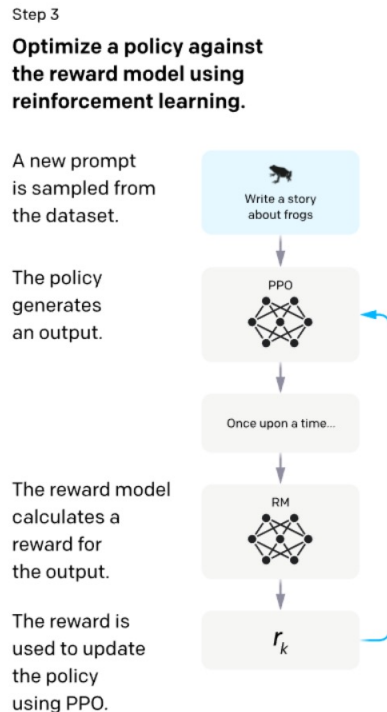 Step 3
Optimize a policy against
the reward model using
reinforcement learning.
A new prompt
is sampled from
the dataset.
Write a story
about frogs
The policy
generates
an output.
PPO
Once upon a time...
The reward model
calculates a
reward for
the output.
RM
The reward is
used to update
the policy
using PPO.
rₖ